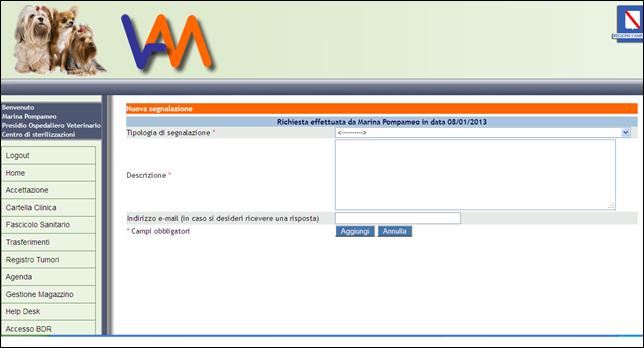 VAM
REGIONE CAMP
Benvenuto
Marina Pompameo
Presidio Ospedaliero Veterinario
Centro di sterilizzazioni
Logout
Home
Accettazione
Cartella Clinica
Fascicolo Sanitario
Trasferimenti
Registro Tumori
Agenda
Gestione Magazzino
Help Desk
Accesso BDR
Nuova segnalazione
Richiesta effettuata da Marina Pompameo in data 08/01/2013
Tipologia di segnalazione * <---------->
Descrizione *
Indirizzo e-mail (in caso si desideri ricevere una risposta)
* Campi obbligatori Aggiungi Annulla